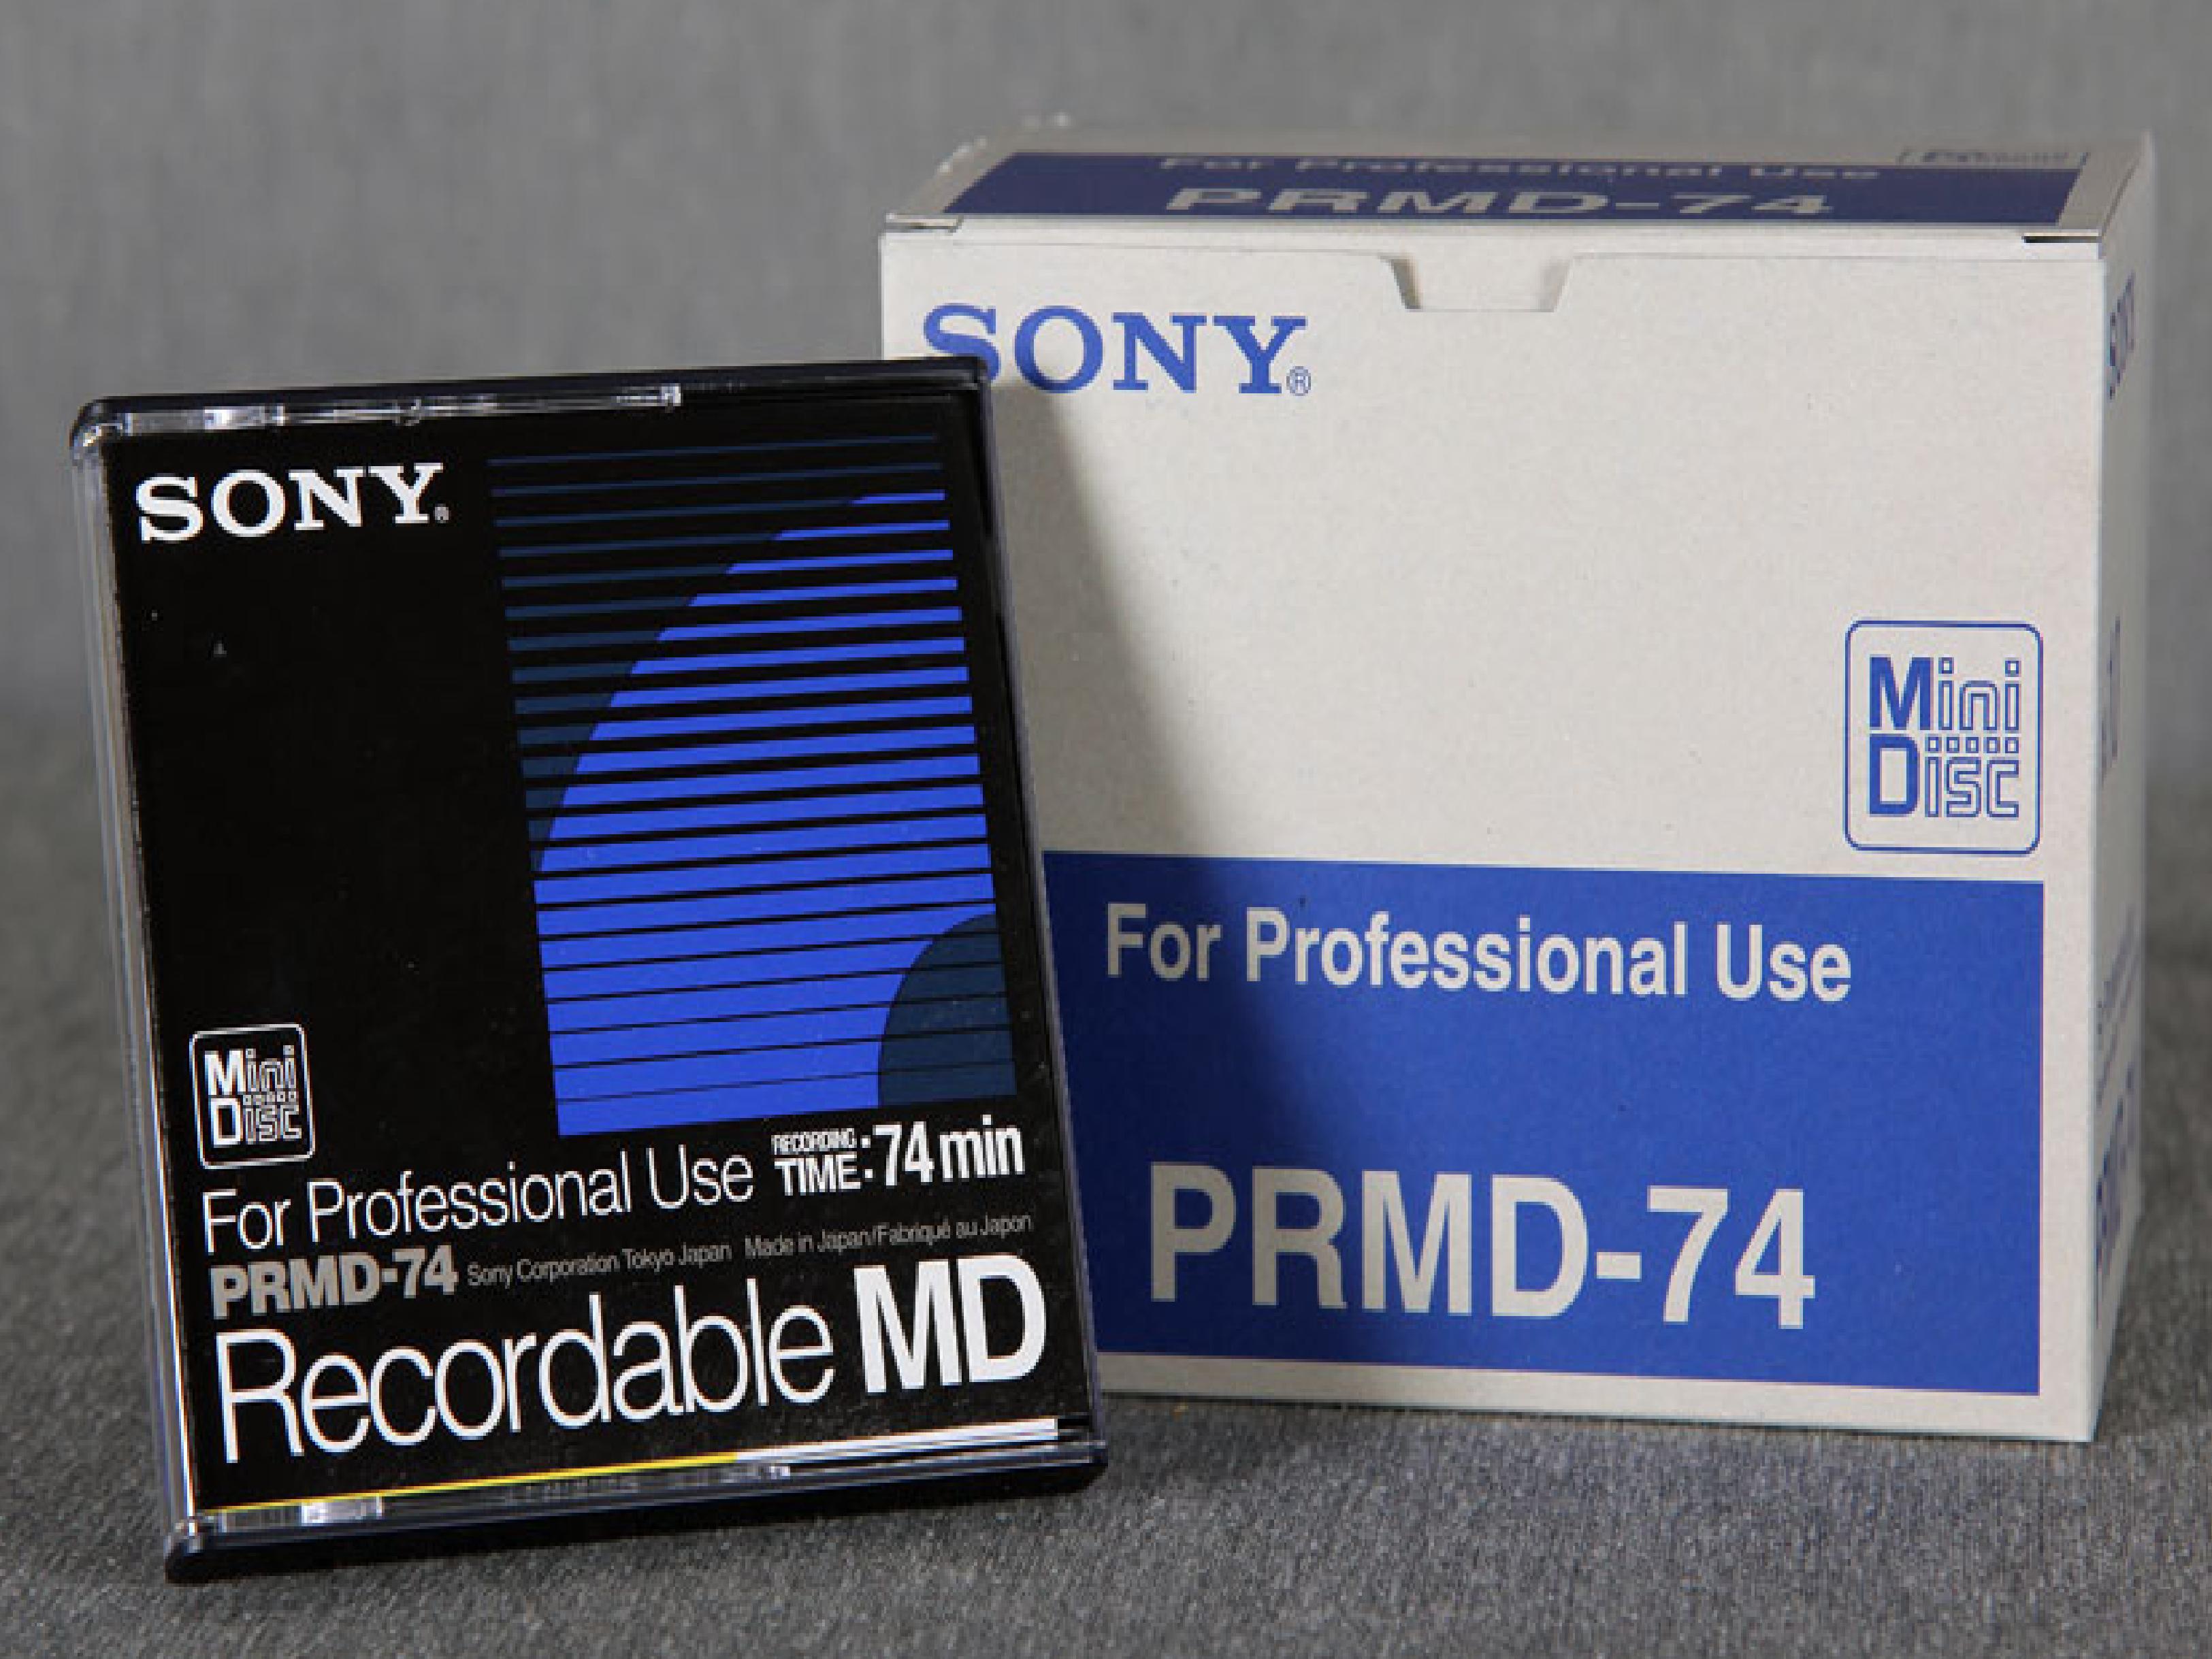 For Professional Use
PRMD-74
SONY®
Mini
Disc
For Professional Use
PRMD-74
SONY
SONY®
Mini
Disc
For Professional Use RECORDING TIME: 74 min
PRMD-74 Sony Corporation Tokyo Japan Made in Japan/Fabriqué au Japon
Recordable MD